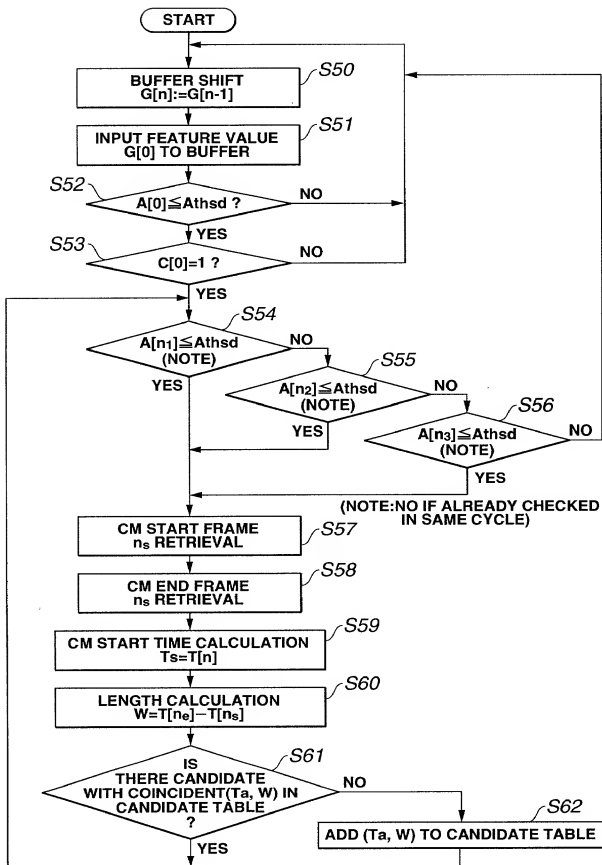 START
S50
BUFFER SHIFT
G[n]:=G[n-1]
S51
INPUT FEATURE VALUE
G[0] TO BUFFER
S52
A[0]≦Athsd ?
NO
YES
S53
C[0]=1 ?
NO
YES
S54
A[n1]≦Athsd
(NOTE)
NO
YES
S55
A[n2]≦Athsd
(NOTE)
NO
YES
S56
A[n3]≦Athsd
(NOTE)
NO
YES
(NOTE:NO IF ALREADY CHECKED
IN SAME CYCLE)
S57
CM START FRAME
ns RETRIEVAL
S58
CM END FRAME
ns RETRIEVAL
S59
CM START TIME CALCULATION
Ts=T[n]
S60
LENGTH CALCULATION
W=T[ne]−T[ns]
S61
IS
THERE CANDIDATE
WITH COINCIDENT(Ta, W) IN
CANDIDATE TABLE
?
NO
YES
S62
ADD (Ta, W) TO CANDIDATE TABLE